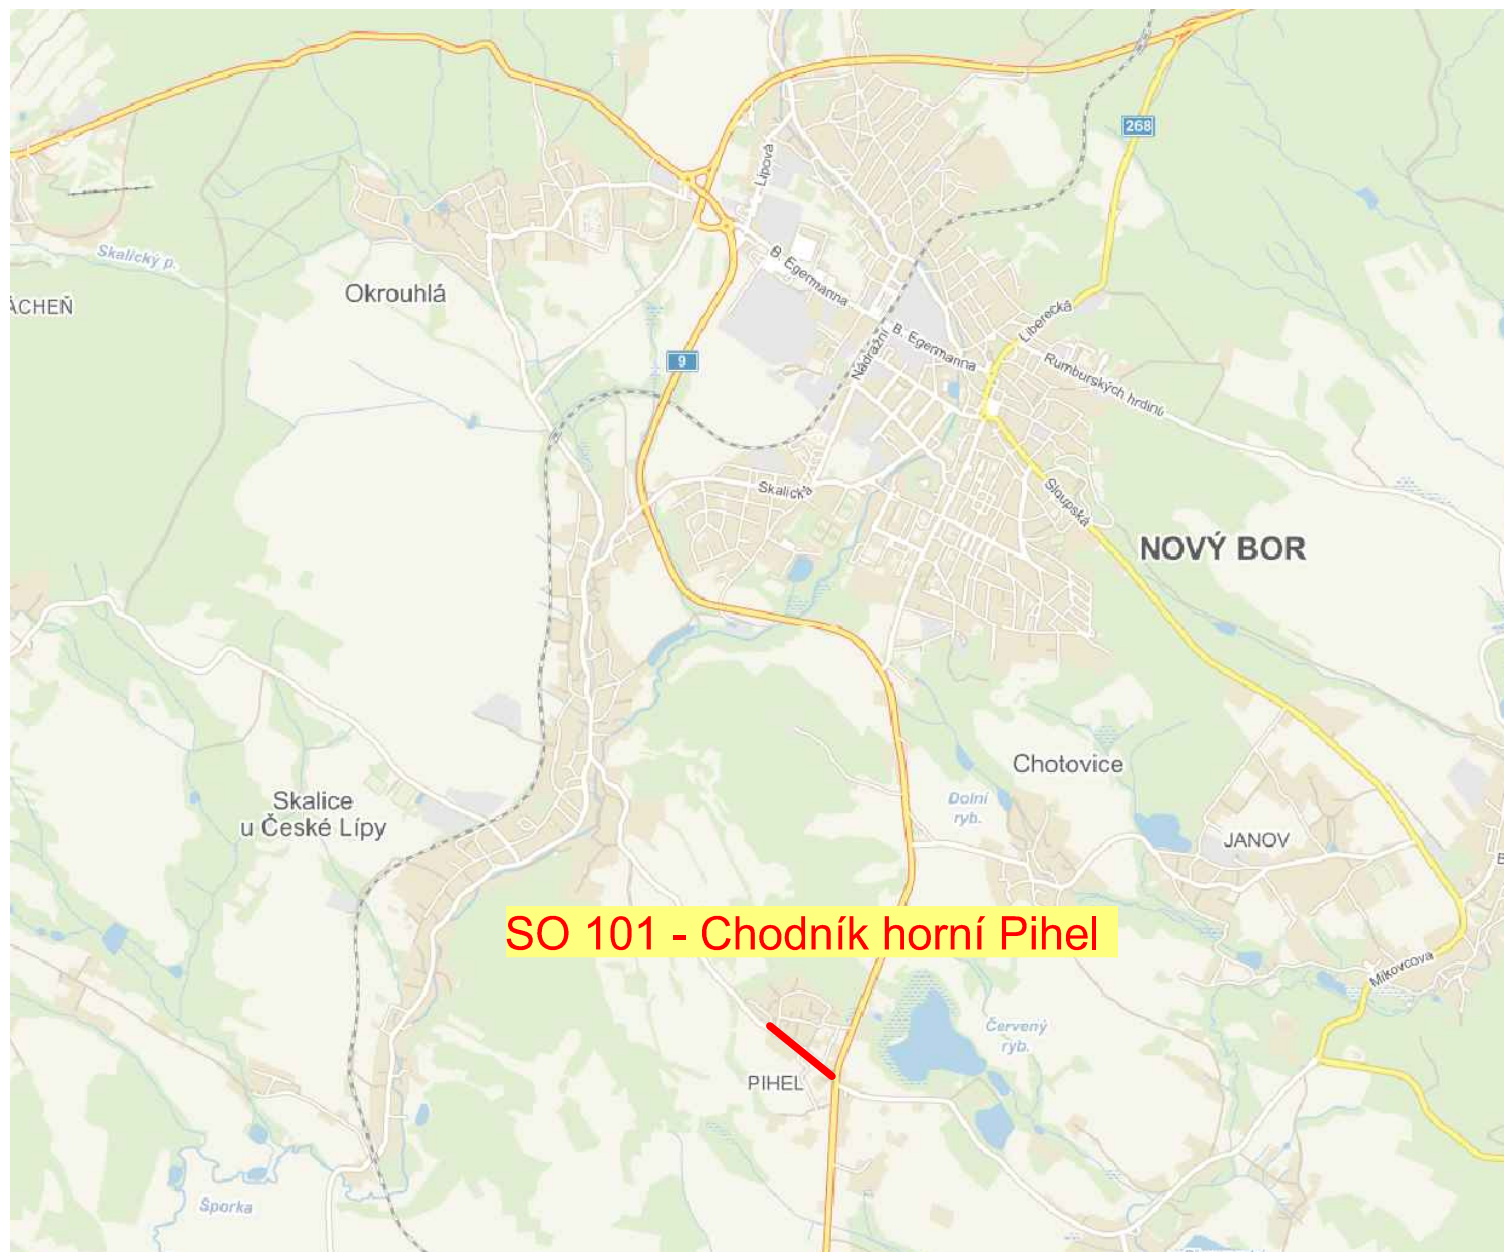 268
Lipová
Skalický p.
B. Egermanna
Okrouhlá
ÁCHEŇ
Liberecká
B. Egermanna
Nádražní
9
Rumburských hrdinů
Skalická
Sloupská
NOVÝ BOR
Chotovice
Dolní
ryb.
Skalice
u České Lípy
JANOV
SO 101 - Chodník horní Pihel
Mikovcova
Červený
ryb.
PIHEL
Šporka